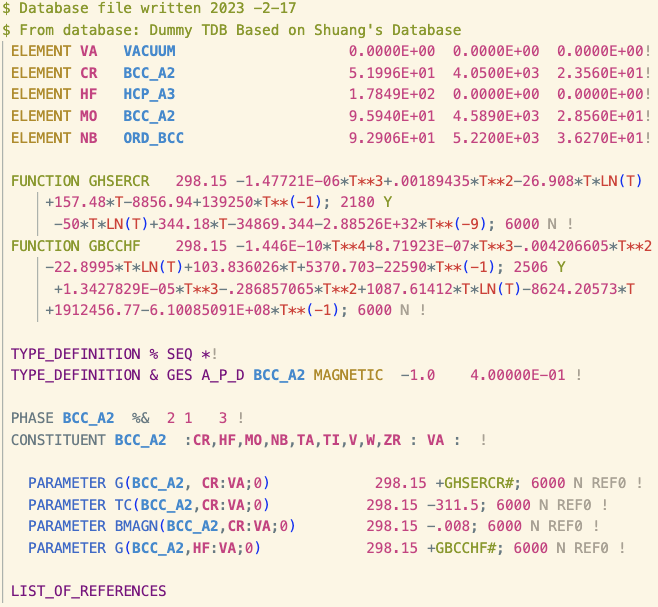 $ Database file written 2023 -2-17
$ From database: Dummy TDB Based on Shuang's Database
ELEMENT VA   VACUUM                    0.0000E+00  0.0000E+00  0.0000E+00!
ELEMENT CR   BCC_A2                    5.1996E+01  4.0500E+03  2.3560E+01!
ELEMENT HF   HCP_A3                    1.7849E+02  0.0000E+00  0.0000E+00!
ELEMENT MO   BCC_A2                    9.5940E+01  4.5890E+03  2.8560E+01!
ELEMENT NB   ORD_BCC                   9.2906E+01  5.2200E+03  3.6270E+01!
FUNCTION GHSERCR   298.15 -1.47721E-06*T**3+.00189435*T**2-26.908*T*LN(T)
+157.48*T-8856.94+139250*T**(-1); 2180 Y
-50*T*LN(T)+344.18*T-34869.344-2.88526E+32*T**(-9); 6000 N !
FUNCTION GBCCHF    298.15 -1.446E-10*T**4+8.71923E-07*T**3-.004206605*T**2
-22.8995*T*LN(T)+103.836026*T+5370.703-22590*T**(-1); 2506 Y
+1.3427829E-05*T**3-.286857065*T**2+1087.61412*T*LN(T)-8624.20573*T
+1912456.77-6.10085091E+08*T**(-1); 6000 N !
TYPE_DEFINITION % SEQ *!
TYPE_DEFINITION & GES A_P_D BCC_A2 MAGNETIC  -1.0    4.00000E-01 !
PHASE BCC_A2  %&  2 1   3 !
CONSTITUENT BCC_A2  :CR,HF,MO,NB,TA,TI,V,W,ZR : VA :  !
PARAMETER G(BCC_A2, CR:VA;0)               298.15 +GHSERCR#; 6000 N REF0 !
PARAMETER TC(BCC_A2,CR:VA;0)           298.15 -311.5; 6000 N REF0 !
PARAMETER BMAGN(BCC_A2,CR:VA;0)        298.15 -.008; 6000 N REF0 !
PARAMETER G(BCC_A2,HF:VA;0)            298.15 +GBCCHF#; 6000 N REF0 !
LIST_OF_REFERENCES